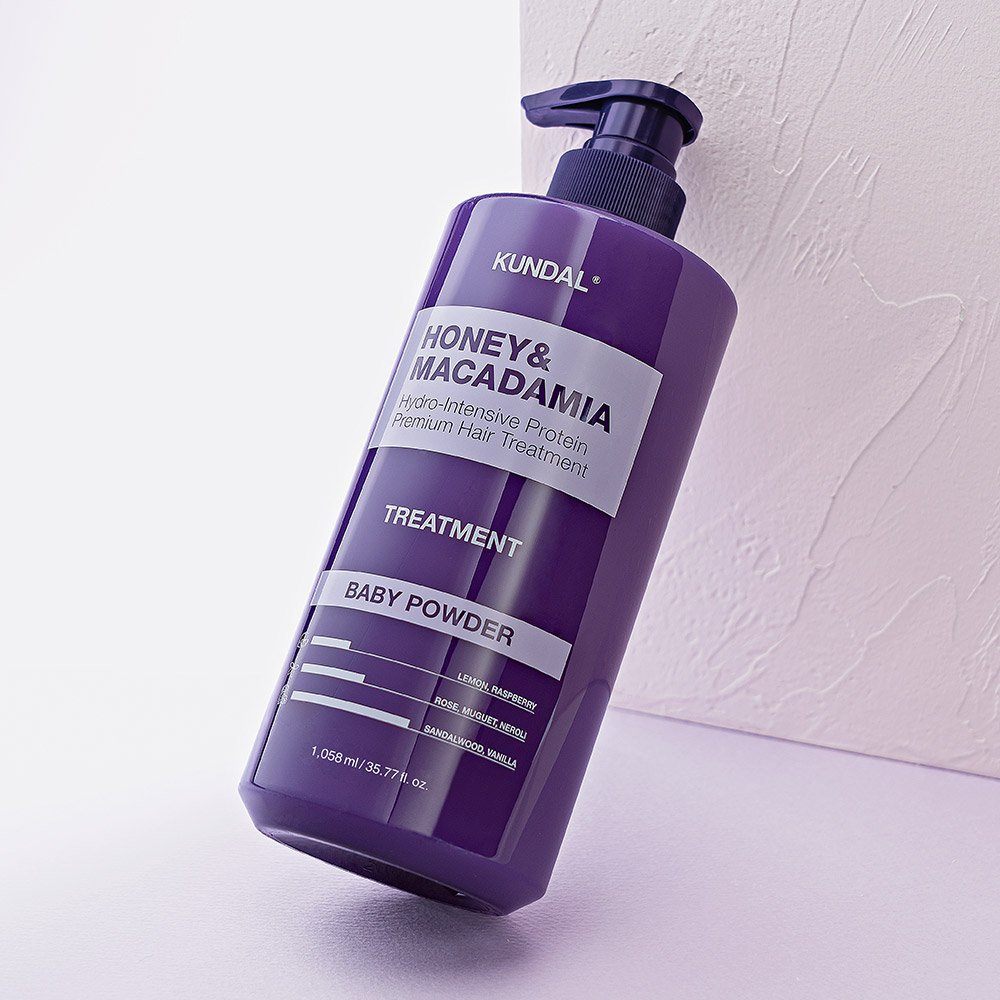 KUNDAL®
HONEY&
MACADAMIA
Hydro-Intensive Protein
Premium Hair Treatment
TREATMENT
BABY POWDER
LEMON, RASPBERRY
ROSE, MUGUET, NEROLI
SANDALWOOD, VANILLA
1,058 ml / 35.77 fl. oz.